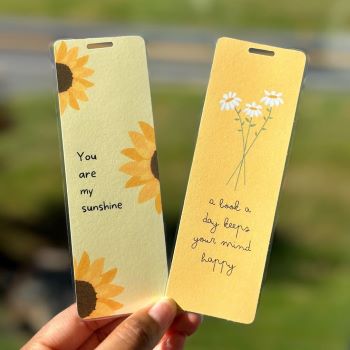 You
are
my
sunshine
a book a
day keeps
your mind
happy